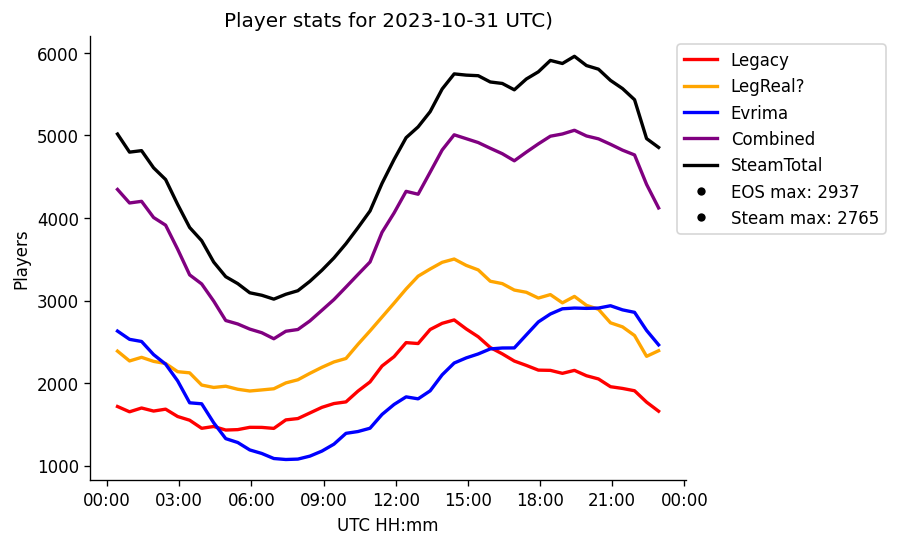 Player stats for 2023-10-31 UTC)
Players
6000
5000
4000
3000
2000
1000
00:00 03:00 06:00 09:00 12:00 15:00 18:00 21:00 00:00
UTC HH:mm
Legacy
LegReal?
Evrima
Combined
SteamTotal
EOS max: 2937
Steam max: 2765